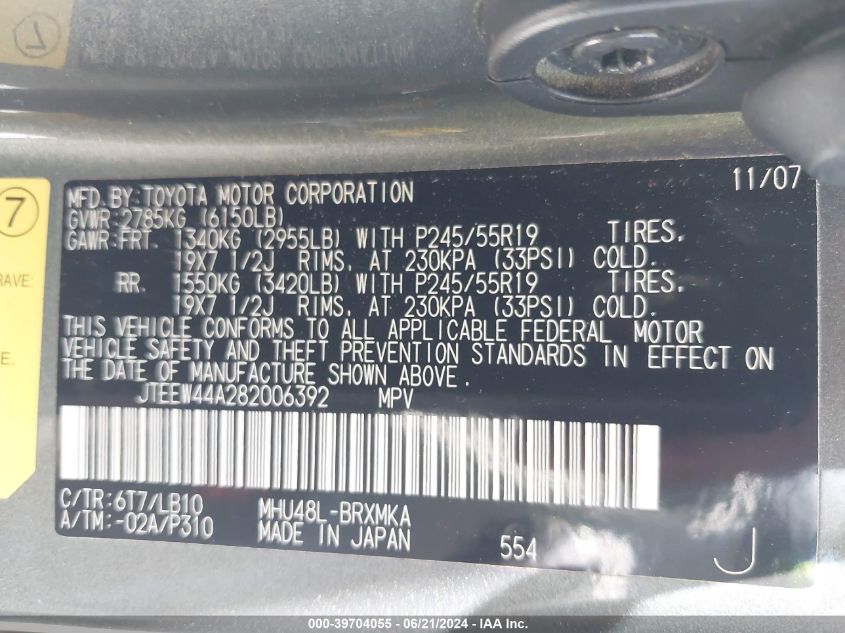 7
RAVE:
E.
11/07
MFD.BY:TOYOTA MOTOR CORPORATION
GVWR:2785KG (6150LB)
GAWR:FRT. 1340KG (2955LB) WITH P245/55R19 TIRES.
19X7 1/2J RIMS, AT 230KPA (33PSI) COLD.
RR. 1550KG (3420LB) WITH P245/55R19 TIRES.
19X7 1/2J RIMS, AT 230KPA (33PSI) COLD.
THIS VEHICLE CONFORMS TO ALL APPLICABLE FEDERAL MOTOR
VEHICLE SAFETY AND THEFT PREVENTION STANDARDS IN EFFECT ON
THE DATE OF MANUFACTURE SHOWN ABOVE.
JTEEW44A282006392 MPV
C/TR:6T7/LB10 MHU48L-BRXMKA
A/TM:-02A/P310 MADE IN JAPAN 554 J
000-39704055 - 06/21/2024 - IAA Inc.